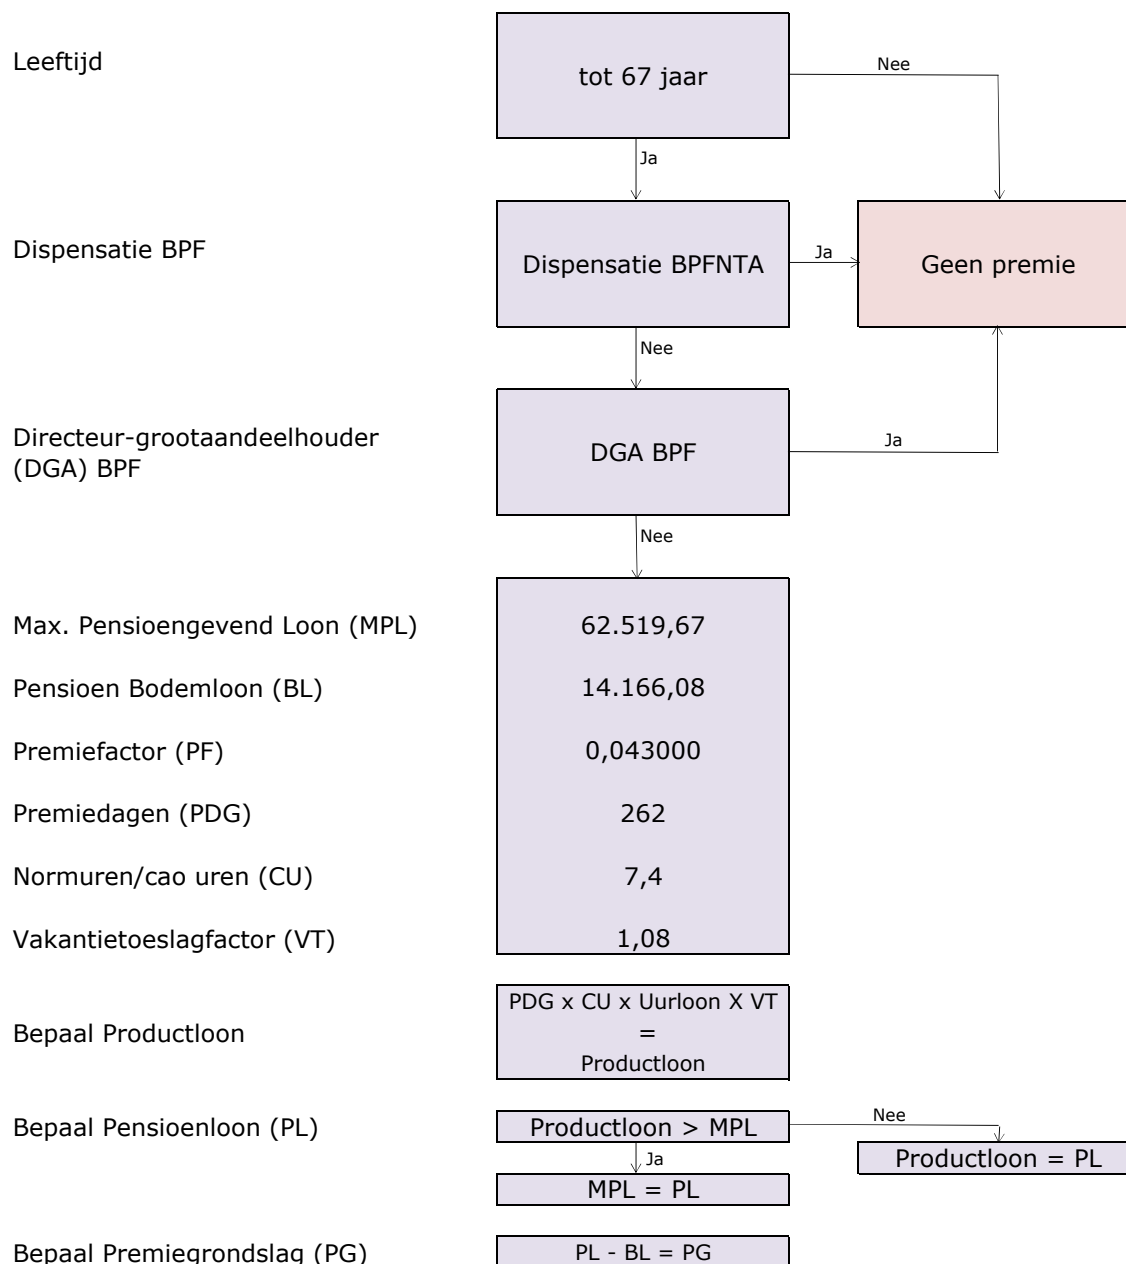 Leeftijd
tot 67 jaar
Nee
Ja
Dispensatie BPF
Dispensatie BPFNTA
Ja
Geen premie
Nee
Directeur-grootaandeelhouder
(DGA) BPF
DGA BPF
Ja
Nee
Max. Pensioengevend Loon (MPL)
62.519,67
Pensioen Bodemloon (BL)
14.166,08
Premiefactor (PF)
0,043000
Premiedagen (PDG)
262
Normuren/cao uren (CU)
7,4
Vakantietoeslagfactor (VT)
1,08
Bepaal Productloon
PDG x CU x Uurloon X VT
=
Productloon
Bepaal Pensioenloon (PL)
Productloon > MPL
Nee
Productloon = PL
Ja
MPL = PL
Bepaal Premiegrondslag (PG)
PL - BL = PG